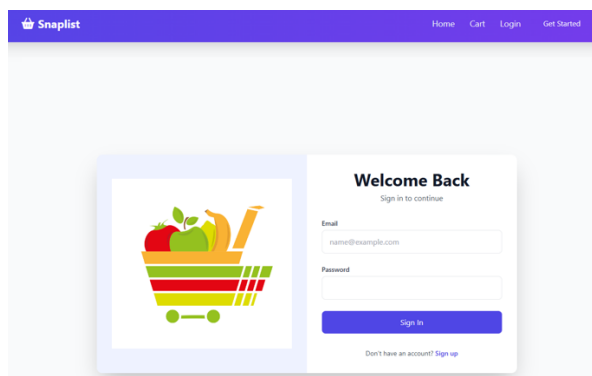 Snaplist
Home Cart Login Get Started
Welcome Back
Sign in to continue
Email
name@example.com
Password
Sign In
Don't have an account? Sign up